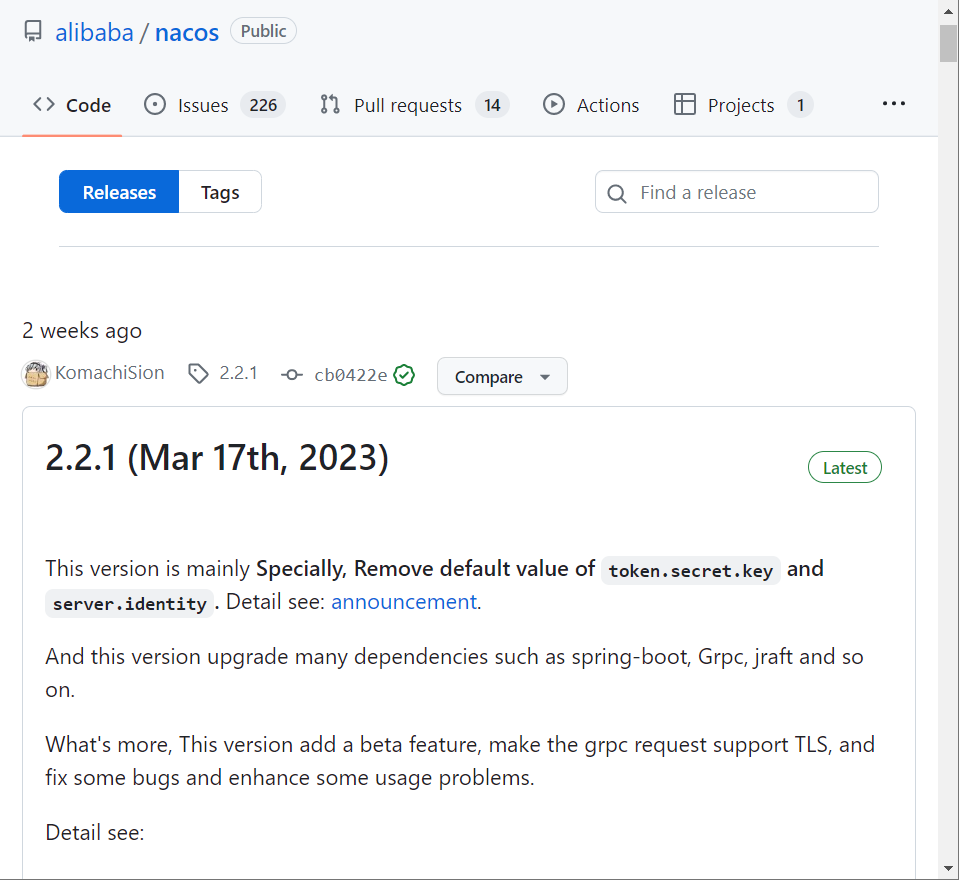 alibaba / nacos Public
Code Issues 226 Pull requests 14 Actions Projects 1 ...
Releases Tags Find a release
2 weeks ago
KomachiSion 2.2.1 cb0422e Compare
2.2.1 (Mar 17th, 2023)
Latest
This version is mainly Specially, Remove default value of token.secret.key and
server.identity. Detail see: announcement.
And this version upgrade many dependencies such as spring-boot, Grpc, jraft and so
on.
What's more, This version add a beta feature, make the grpc request support TLS, and
fix some bugs and enhance some usage problems.
Detail see: